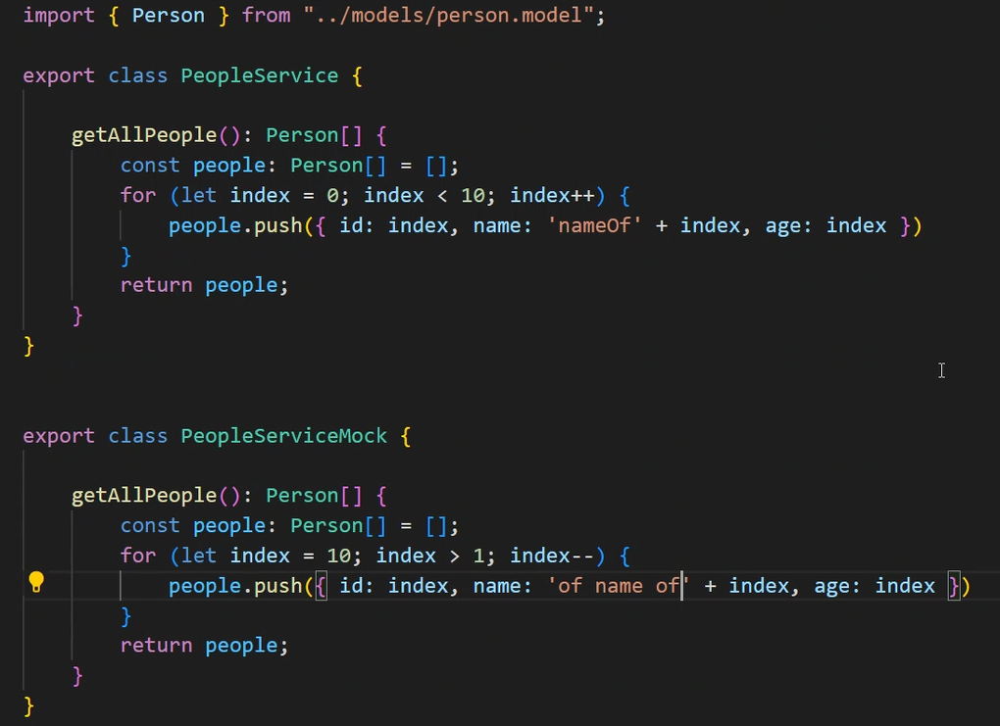 import { Person } from "../models/person.model";
export class PeopleService {
getAllPeople(): Person[] {
const people: Person[] = [];
for (let index = 0; index < 10; index++) {
people.push({ id: index, name: 'nameOf' + index, age: index })
}
return people;
}
}
export class PeopleServiceMock {
getAllPeople(): Person[] {
const people: Person[] = [];
for (let index = 10; index > 1; index--) {
people.push({ id: index, name: 'of name of' + index, age: index })
}
return people;
}
}